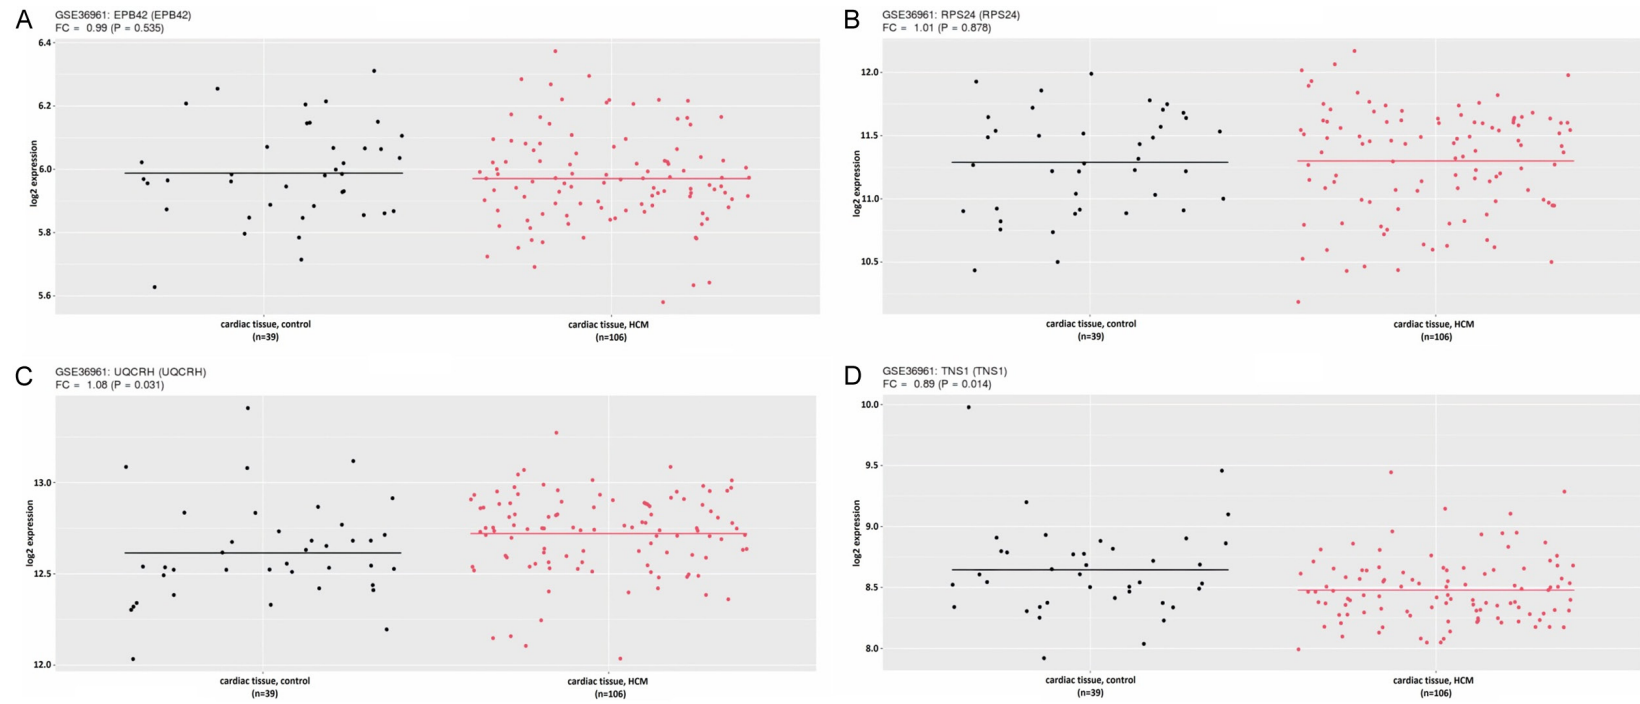 A
GSE36961: EPB42 (EPB42)
FC = 0.99 (P = 0.535)
6.4
6.2
6.0
5.8
5.6
log2 expression
cardiac tissue, control
(n=39)
cardiac tissue, HCM
(n=106)
B
GSE36961: RPS24 (RPS24)
FC = 1.01 (P = 0.878)
12.0
11.5
11.0
10.5
log2 expression
cardiac tissue, control
(n=39)
cardiac tissue, HCM
(n=106)
C
GSE36961: UQCRH (UQCRH)
FC = 1.08 (P = 0.031)
13.0
12.5
12.0
log2 expression
cardiac tissue, control
(n=39)
cardiac tissue, HCM
(n=106)
D
GSE36961: TNS1 (TNS1)
FC = 0.89 (P = 0.014)
10.0
9.5
9.0
8.5
8.0
log2 expression
cardiac tissue, control
(n=39)
cardiac tissue, HCM
(n=106)